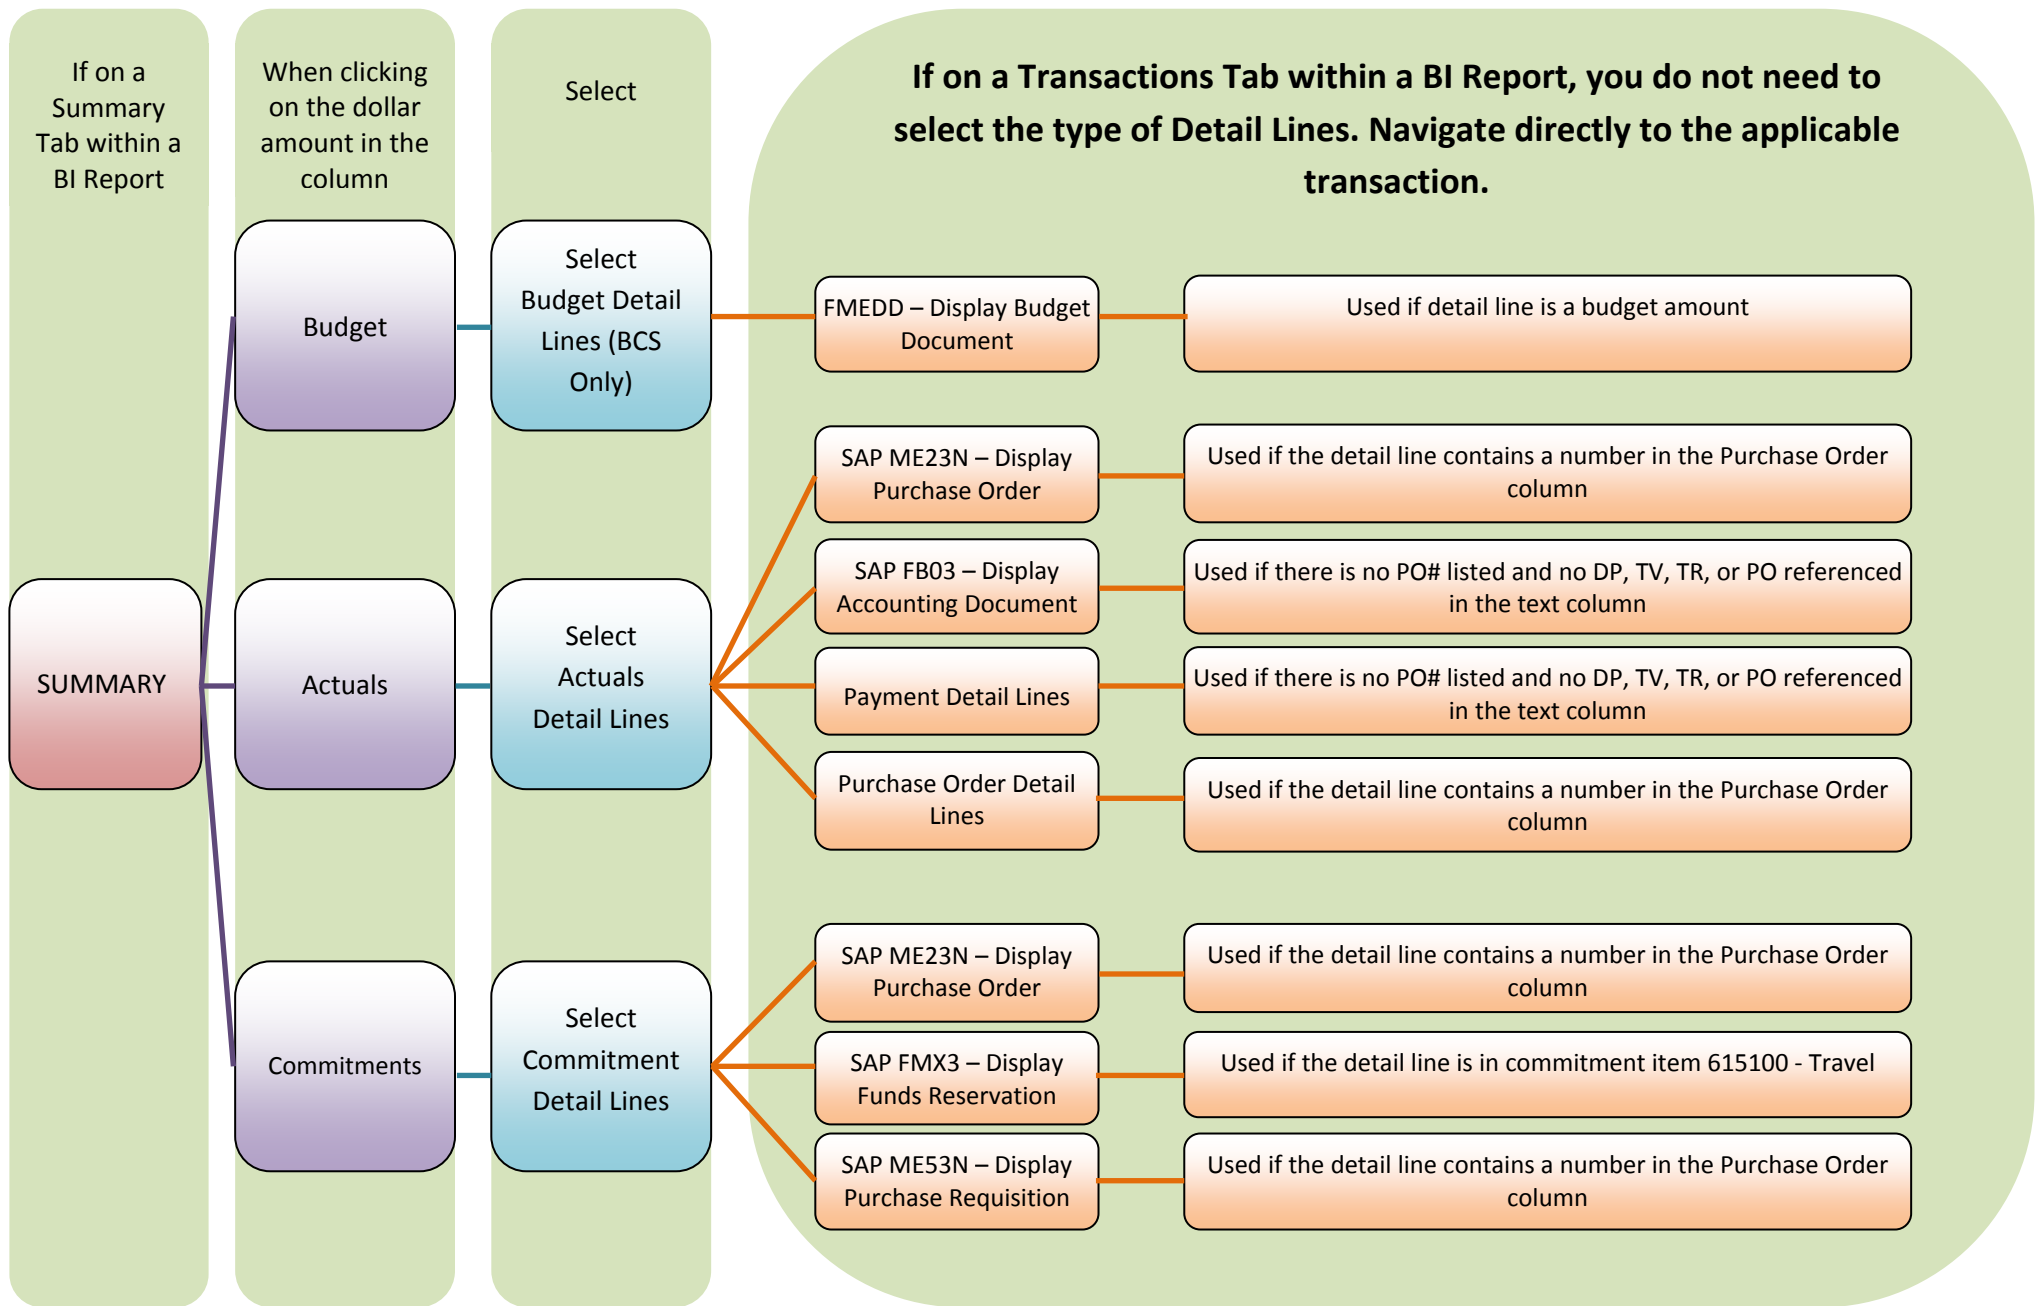 If on a
Summary
Tab within a
BI Report
When clicking
on the dollar
amount in the
column
Select
If on a Transactions Tab within a BI Report, you do not need to
select the type of Detail Lines. Navigate directly to the applicable
transaction.
SUMMARY
Budget
Select
Budget Detail
Lines (BCS
Only)
FMEDD – Display Budget
Document
Used if detail line is a budget amount
Actuals
Select
Actuals
Detail Lines
SAP ME23N – Display
Purchase Order
Used if the detail line contains a number in the Purchase Order
column
SAP FB03 – Display
Accounting Document
Used if there is no PO# listed and no DP, TV, TR, or PO referenced
in the text column
Payment Detail Lines
Used if there is no PO# listed and no DP, TV, TR, or PO referenced
in the text column
Purchase Order Detail
Lines
Used if the detail line contains a number in the Purchase Order
column
Commitments
Select
Commitment
Detail Lines
SAP ME23N – Display
Purchase Order
Used if the detail line contains a number in the Purchase Order
column
SAP FMX3 – Display
Funds Reservation
Used if the detail line is in commitment item 615100 - Travel
SAP ME53N – Display
Purchase Requisition
Used if the detail line contains a number in the Purchase Order
column